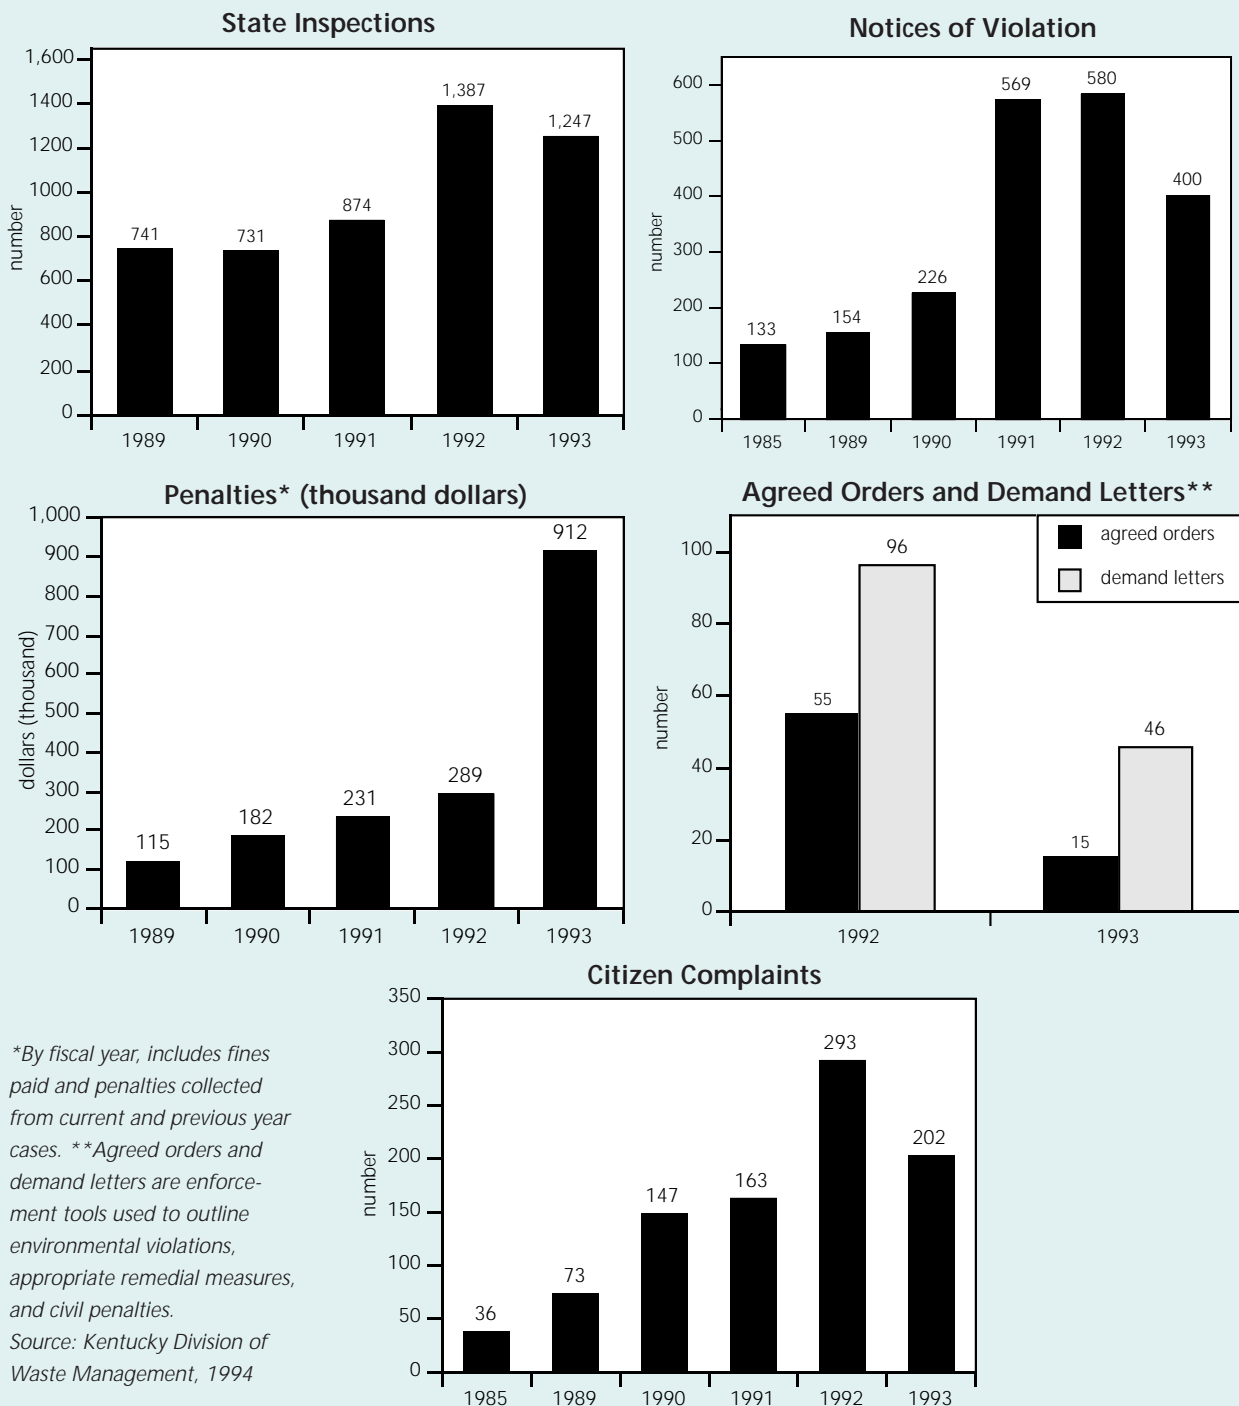 State Inspections
1,600
1400
1200
1000
800
600
400
200
0
number
741
731
874
1,387
1,247
1989 1990 1991 1992 1993
Notices of Violation
600
500
400
300
200
100
0
number
133
154
226
569
580
400
1985 1989 1990 1991 1992 1993
Penalties* (thousand dollars)
1,000
900
800
700
600
500
400
300
200
100
0
dollars (thousand)
115
182
231
289
912
1989 1990 1991 1992 1993
Agreed Orders and Demand Letters**
agreed orders
demand letters
100
80
60
40
20
0
number
55
96
15
46
1992 1993
Citizen Complaints
350
300
250
200
150
100
50
0
number
36
73
147
163
293
202
1985 1989 1990 1991 1992 1993
*By fiscal year, includes fines
paid and penalties collected
from current and previous year
cases. **Agreed orders and
demand letters are enforce-
ment tools used to outline
environmental violations,
appropriate remedial measures,
and civil penalties.
Source: Kentucky Division of
Waste Management, 1994